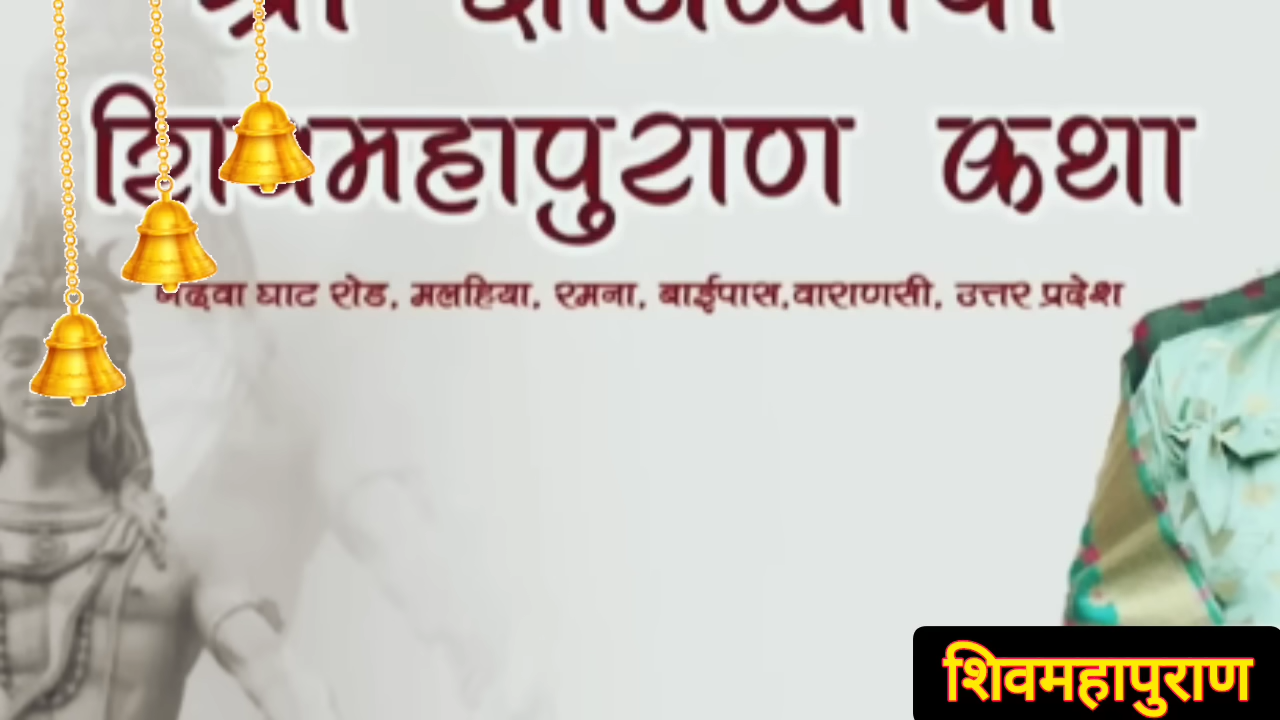 श्री
शिवमहापुराण कथा
घाट रोड, मलहिया, रमना, बाईपास,वाराणसी, उत्तर प्रदेश
शिवमहापुराण